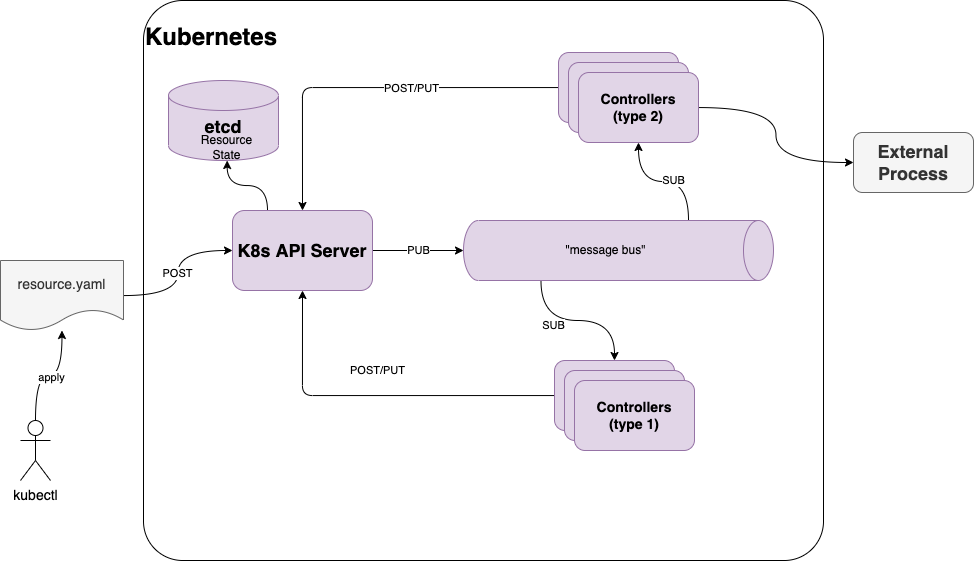 Kubernetes
etcd
Resource
State
POST/PUT
Controllers
(type 2)
External
Process
SUB
K8s API Server
PUB
"message bus"
POST
resource.yaml
SUB
POST/PUT
apply
Controllers
(type 1)
kubectl